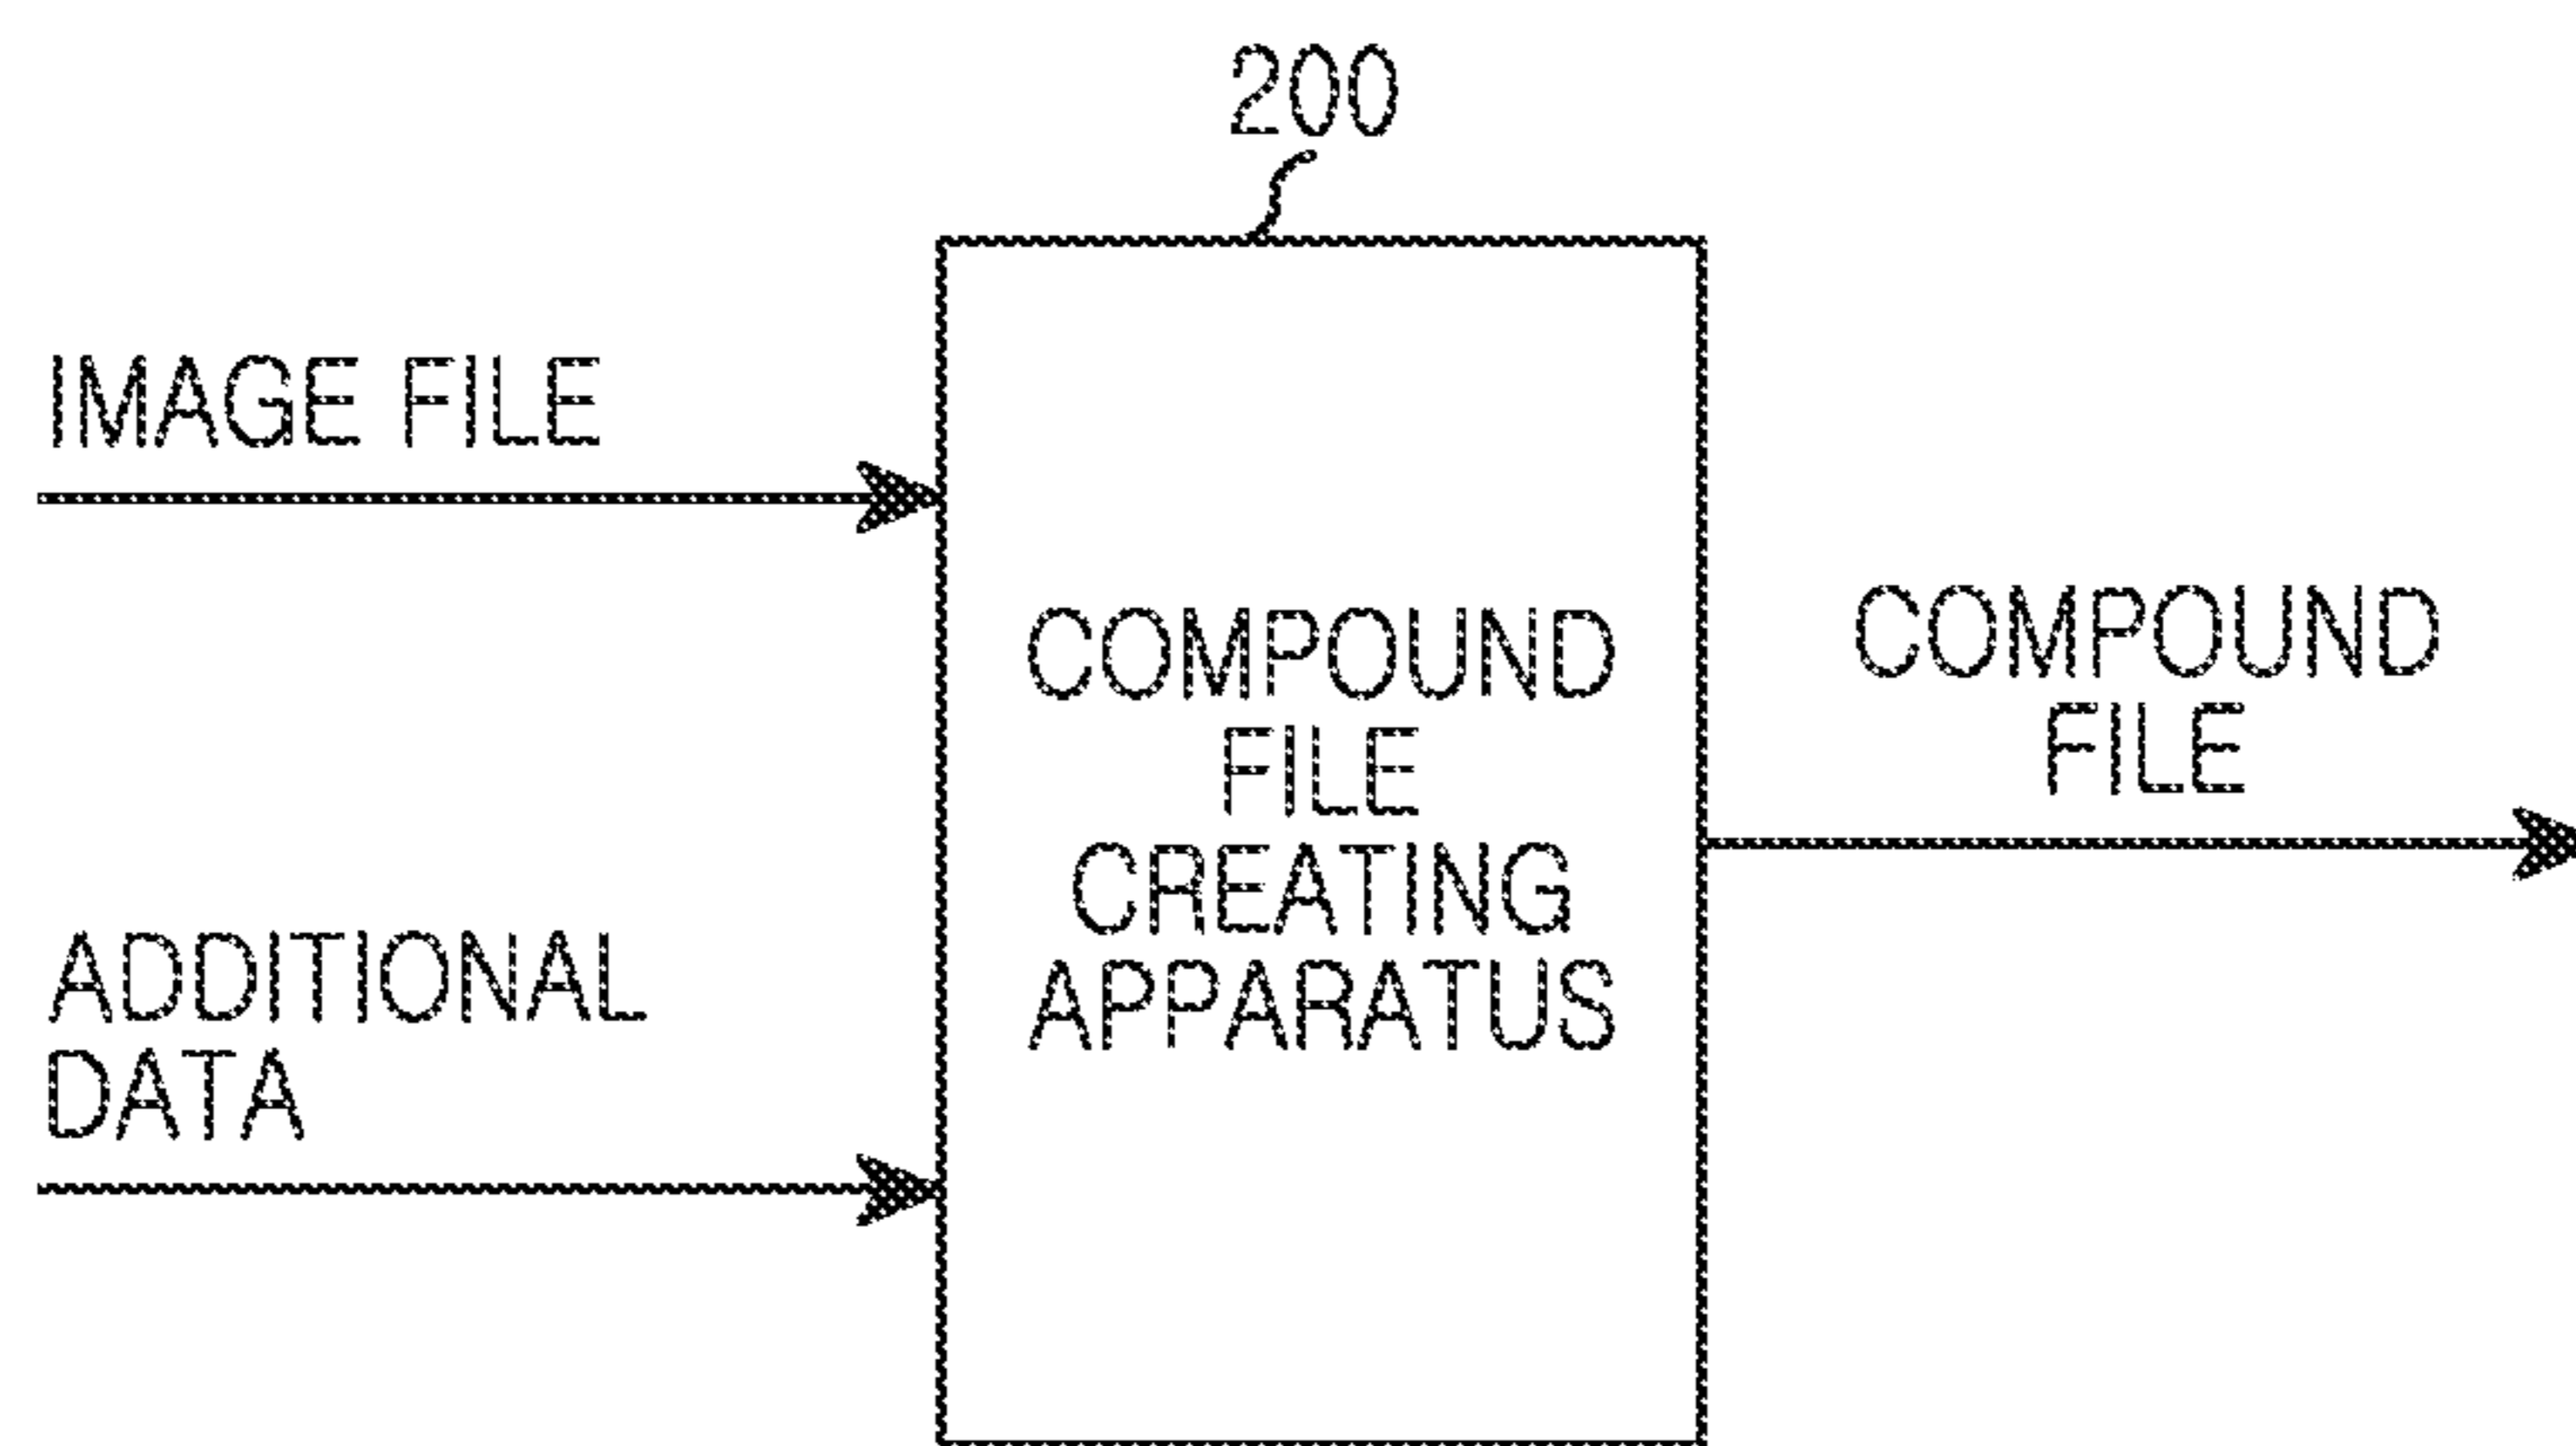 200
IMAGE FILE
ADDITIONAL
DATA
COMPOUND
FILE
CREATING
APPARATUS
COMPOUND
FILE